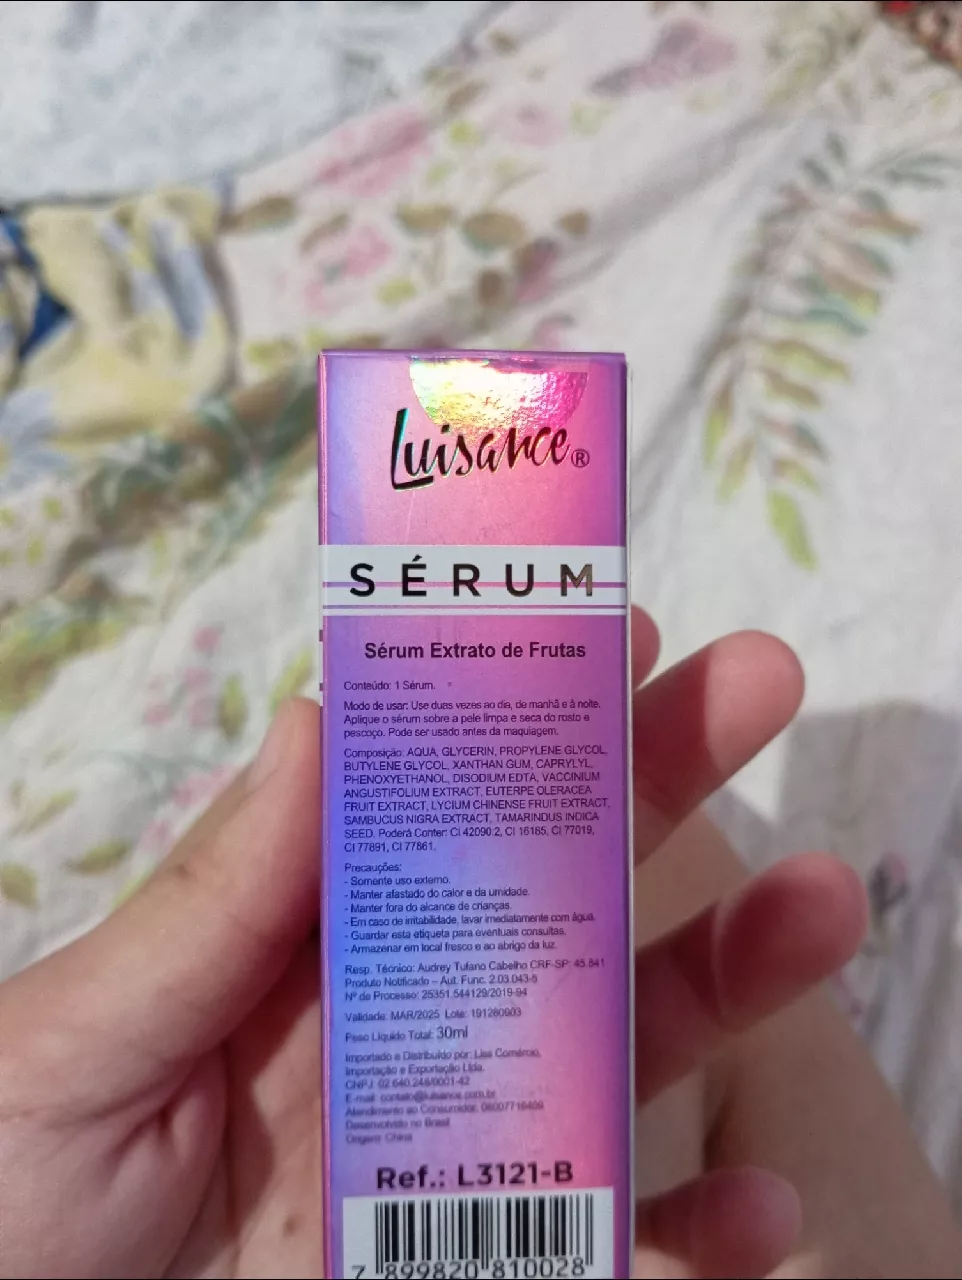 Luisance®
SÉRUM
Sérum Extrato de Frutas
Conteúdo: 1 Sérum.
Modo de usar: Use duas vezes ao dia, de manhã e à noite.
Aplique o sérum sobre a pele limpa e seca do rosto e
pescoço. Pode ser usado antes da maquiagem.
Composição: AQUA, GLYCERIN, PROPYLENE GLYCOL,
BUTYLENE GLYCOL, XANTHAN GUM, CAPRYLYL,
PHENOXYETHANOL, DISODIUM EDTA, VACCINIUM
ANGUSTIFOLIUM EXTRACT, EUTERPE OLERACEA
FRUIT EXTRACT, LYCIUM CHINENSE FRUIT EXTRACT,
SAMBUCUS NIGRA EXTRACT, TAMARINDUS INDICA
SEED. Poderá Conter: CI 42090:2, CI 16185, CI 77019,
CI 77891, CI 77861.
Precauções:
- Somente uso externo.
- Manter afastado do calor e da umidade.
- Manter fora do alcance de crianças.
- Em caso de irritabilidade, lavar imediatamente com água.
- Guardar esta etiqueta para eventuais consultas.
- Armazenar em local fresco e ao abrigo da luz.
Resp. Técnico: Audrey Tufano Cabelho CRF-SP: 45.841
Produto Notificado – Aut. Func. 2.03.043-5
Nº de Processo: 25351.544129/2019-94
Validade: MAR/2025 Lote: 191280903
Peso Líquido Total: 30ml
Importado e Distribuído por: Liss Comércio,
Importação e Exportação Ltda.
CNPJ: 02.640.248/0001-42
E-mail: contato@luisance.com.br
Atendimento ao Consumidor:
Desenvolvido no Brasil
Origem: China
Ref.: L3121-B
7 899820 810028